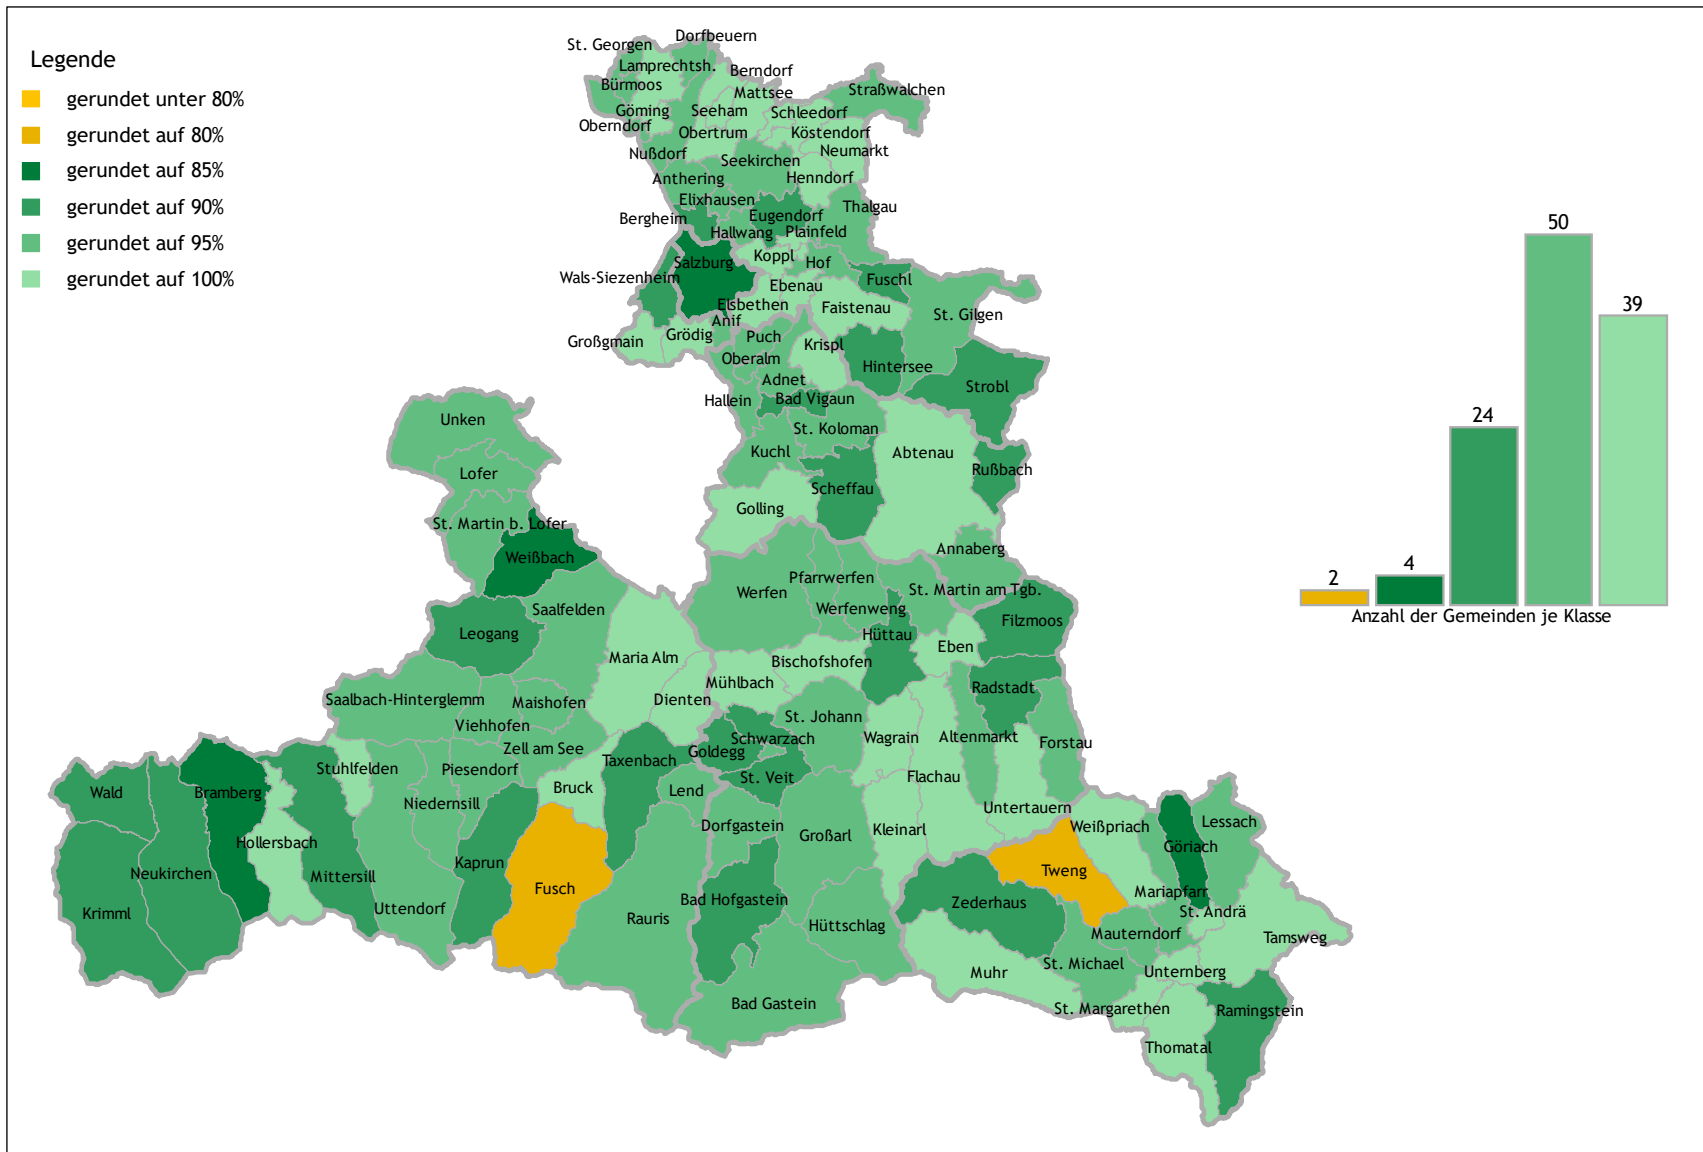 Legende
gerundet unter 80%
gerundet auf 80%
gerundet auf 85%
gerundet auf 90%
gerundet auf 95%
gerundet auf 100%
St. Georgen
Dorfbeuern
Lamprechtsh.
Berndorf
Bürmoos
Mattsee
Straßwalchen
Göming
Seeham
Schleedorf
Oberndorf
Obertrum
Köstendorf
Nußdorf
Seekirchen
Neumarkt
Anthering
Henndorf
Elixhausen
Bergheim
Eugendorf
Thalgau
Hallwang
Plainfeld
Salzburg
Koppl
Hof
Wals-Siezenheim
Fuschl
Ebenau
Elsbethen
Faistenau
St. Gilgen
Anif
Großgmain
Grödig
Puch
Krispl
Oberalm
Hintersee
Adnet
Strobl
Hallein
Bad Vigaun
Unken
St. Koloman
Kuchl
Abtenau
Lofer
Rußbach
Scheffau
Golling
St. Martin b. Lofer
Weißbach
Annaberg
Pfarrwerfen
Werfen
St. Martin am Tgb.
Saalfelden
Werfenweng
Filzmoos
Leogang
Hüttau
Eben
Maria Alm
Bischofshofen
Mühlbach
Radstadt
Saalbach-Hinterglemm
Maishofen
Dienten
Viehhofen
St. Johann
Zell am See
Schwarzach
Wagrain
Altenmarkt
Forstau
Goldegg
Taxenbach
Stuhlfelden
Piesendorf
St. Veit
Flachau
Wald
Bramberg
Bruck
Lend
Niedernsill
Untertauern
Dorfgastein
Großarl
Kleinarl
Weißpriach
Lessach
Hollersbach
Göriach
Kaprun
Tweng
Neukirchen
Mittersill
Fusch
Mariapfarr
Bad Hofgastein
Zederhaus
Krimml
Uttendorf
St. Andrä
Rauris
Hüttschlag
Mauterndorf
Tamsweg
St. Michael
Muhr
Unternberg
Bad Gastein
St. Margarethen
Ramingstein
Thomatal
2
4
24
50
39
Anzahl der Gemeinden je Klasse